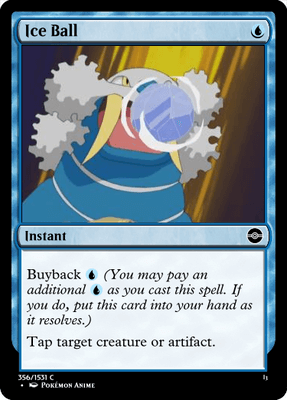 Ice Ball
Instant
Buyback (You may pay an
additional as you cast this spell. If
you do, put this card into your hand as
it resolves.)
Tap target creature or artifact.
356/1531 C
• Pokémon Anime